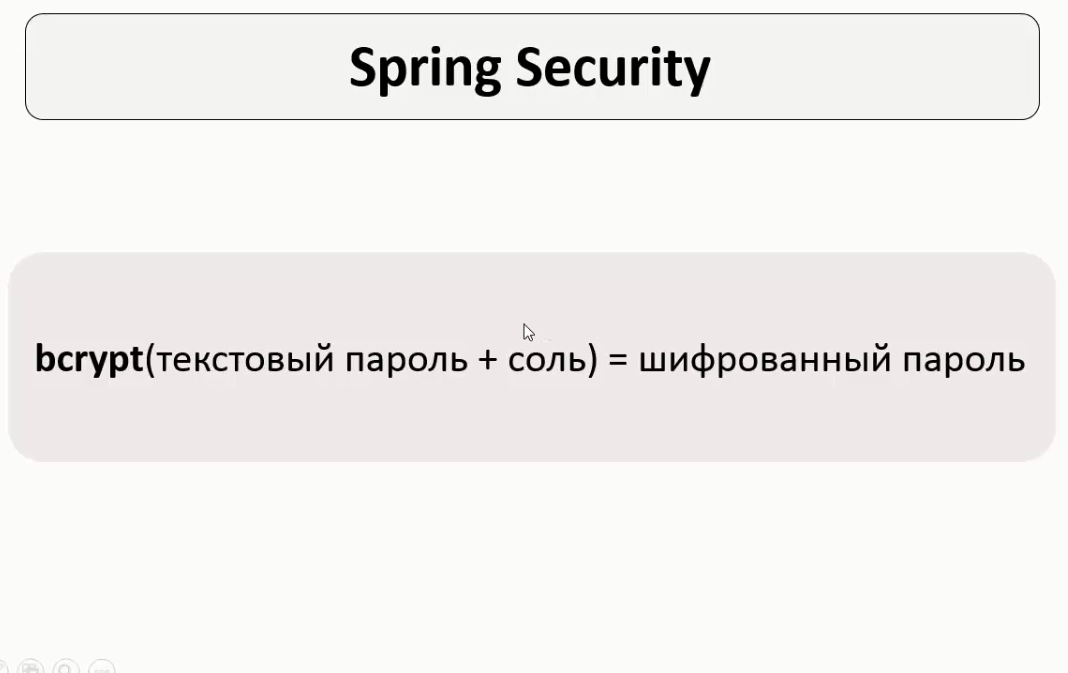 Spring Security
bcrypt(текстовый пароль + соль) = шифрованный пароль